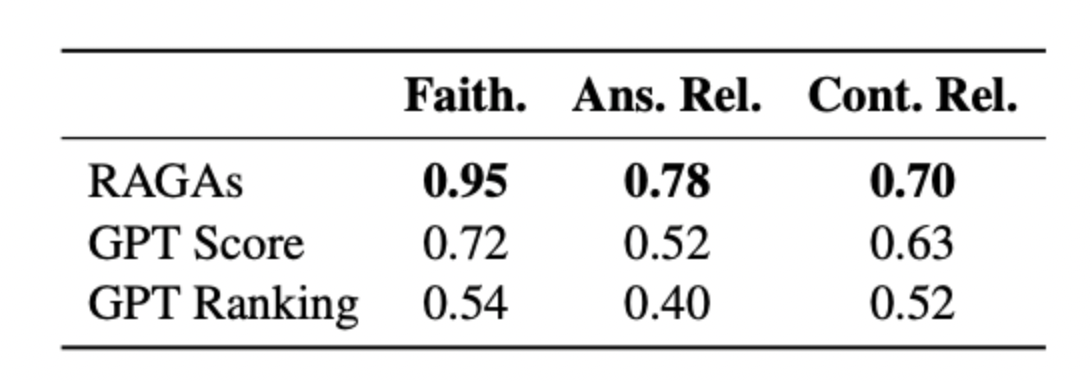 Faith. Ans. Rel. Cont. Rel.
RAGAs 0.95 0.78 0.70
GPT Score 0.72 0.52 0.63
GPT Ranking 0.54 0.40 0.52